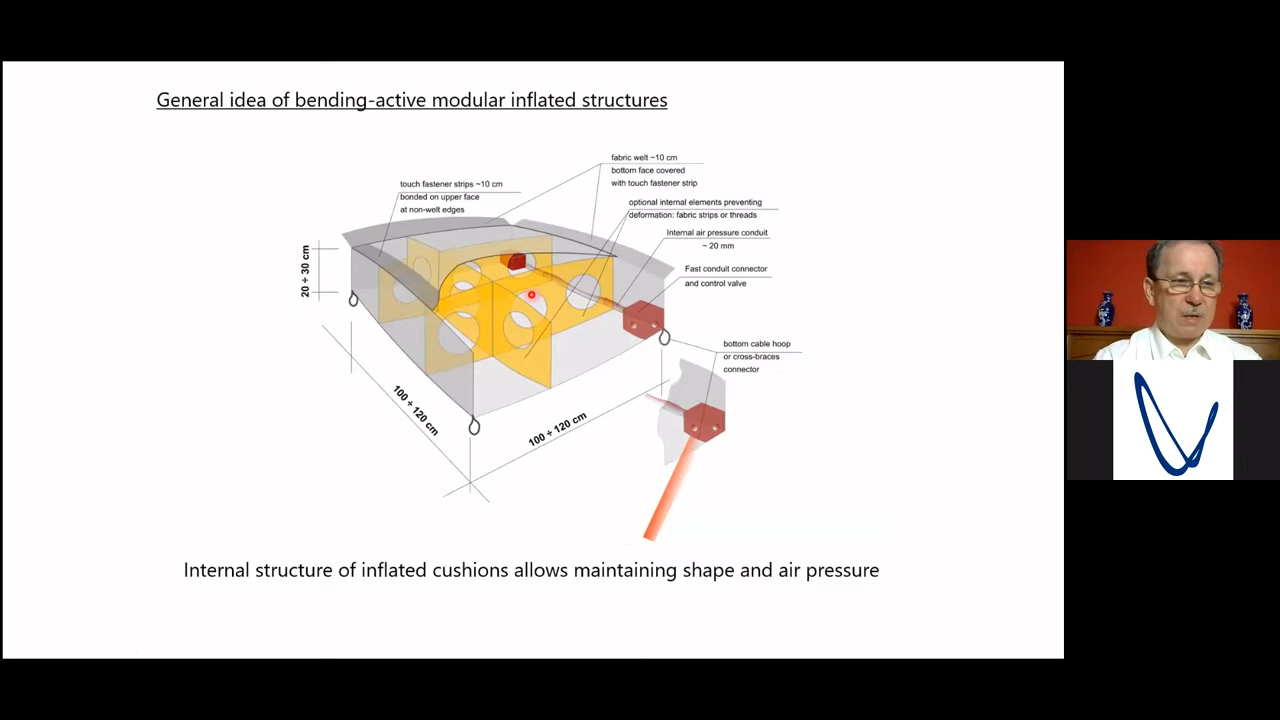 General idea of bending-active modular inflated structures
fabric welt ~10 cm
bottom face covered
with touch fastener strip
touch fastener strips ~10 cm
bonded on upper face
at non-welt edges
optional internal elements preventing
deformation: fabric strips or threads
Internal air pressure conduit
~ 20 mm
Fast conduit connector
and control valve
20 ÷ 30 cm
bottom cable hoop
or cross-braces
connector
100 ÷ 120 cm
100 ÷ 120 cm
Internal structure of inflated cushions allows maintaining shape and air pressure